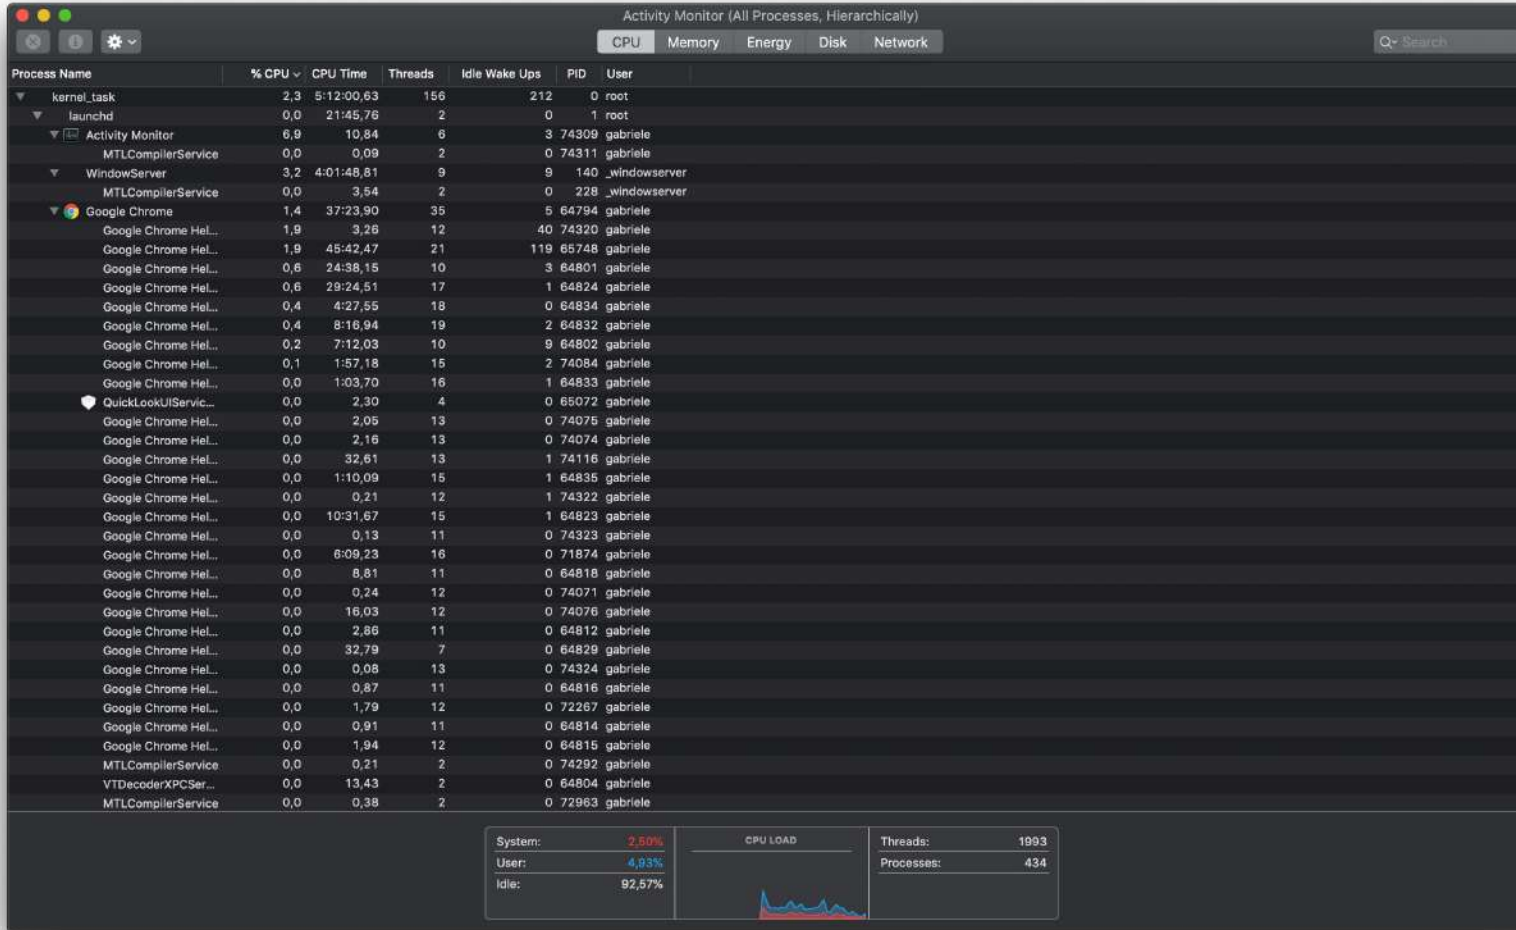 Activity Monitor (All Processes, Hierarchically)
CPU Memory Energy Disk Network
Search
Process Name % CPU CPU Time Threads Idle Wake Ups PID User
kernel_task 2,3 5:12:00,63 156 212 0 root
launchd 0,0 21:45,76 2 0 1 root
Activity Monitor 6,9 10,84 6 3 74309 gabriele
MTLCompilerService 0,0 0,09 2 0 74311 gabriele
WindowServer 3,2 4:01:48,81 9 9 140 _windowserver
MTLCompilerService 0,0 3,54 2 0 228 _windowserver
Google Chrome 1,4 37:23,90 35 5 64794 gabriele
Google Chrome Hel... 1,9 3,26 12 40 74320 gabriele
Google Chrome Hel... 1,9 45:42,47 21 119 65748 gabriele
Google Chrome Hel... 0,6 24:38,15 10 3 64801 gabriele
Google Chrome Hel... 0,6 29:24,51 17 1 64824 gabriele
Google Chrome Hel... 0,4 4:27,55 18 0 64834 gabriele
Google Chrome Hel... 0,4 8:16,94 19 2 64832 gabriele
Google Chrome Hel... 0,2 7:12,03 10 9 64802 gabriele
Google Chrome Hel... 0,1 1:57,18 15 2 74084 gabriele
Google Chrome Hel... 0,0 1:03,70 16 1 64833 gabriele
QuickLookUIServic... 0,0 2,30 4 0 65072 gabriele
Google Chrome Hel... 0,0 2,05 13 0 74075 gabriele
Google Chrome Hel... 0,0 2,16 13 0 74074 gabriele
Google Chrome Hel... 0,0 32,61 13 1 74116 gabriele
Google Chrome Hel... 0,0 1:10,09 15 1 64835 gabriele
Google Chrome Hel... 0,0 0,21 12 1 74322 gabriele
Google Chrome Hel... 0,0 10:31,67 15 1 64823 gabriele
Google Chrome Hel... 0,0 0,13 11 0 74323 gabriele
Google Chrome Hel... 0,0 6:09,23 16 0 71874 gabriele
Google Chrome Hel... 0,0 8,81 11 0 64818 gabriele
Google Chrome Hel... 0,0 0,24 12 0 74071 gabriele
Google Chrome Hel... 0,0 16,03 12 0 74076 gabriele
Google Chrome Hel... 0,0 2,86 11 0 64812 gabriele
Google Chrome Hel... 0,0 32,79 7 0 64829 gabriele
Google Chrome Hel... 0,0 0,08 13 0 74324 gabriele
Google Chrome Hel... 0,0 0,87 11 0 64816 gabriele
Google Chrome Hel... 0,0 1,79 12 0 72267 gabriele
Google Chrome Hel... 0,0 0,91 11 0 64814 gabriele
Google Chrome Hel... 0,0 1,94 12 0 64815 gabriele
MTLCompilerService 0,0 0,21 2 0 74292 gabriele
VTDecoderXPCSer... 0,0 13,43 2 0 64804 gabriele
MTLCompilerService 0,0 0,38 2 0 72963 gabriele
System: 2,50% CPU LOAD Threads: 1993
User: 4,93% Processes: 434
Idle: 92,57%